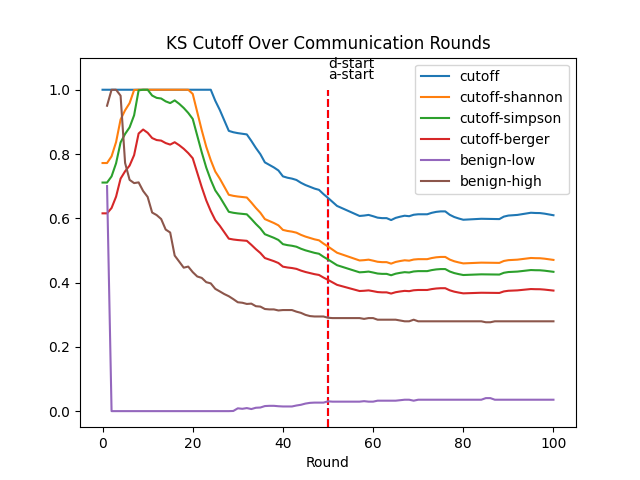 KS Cutoff Over Communication Rounds
d-start
a-start
cutoff
cutoff-shannon
cutoff-simpson
cutoff-berger
benign-low
benign-high
1.0
0.8
0.6
0.4
0.2
0.0
0 20 40 60 80 100
Round